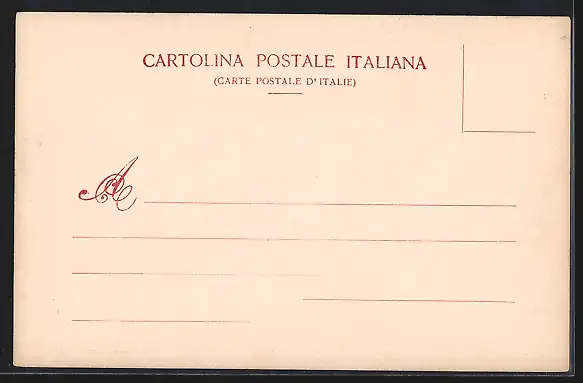 CARTOLINA POSTALE ITALIANA
(CARTE POSTALE D'ITALIE)
A